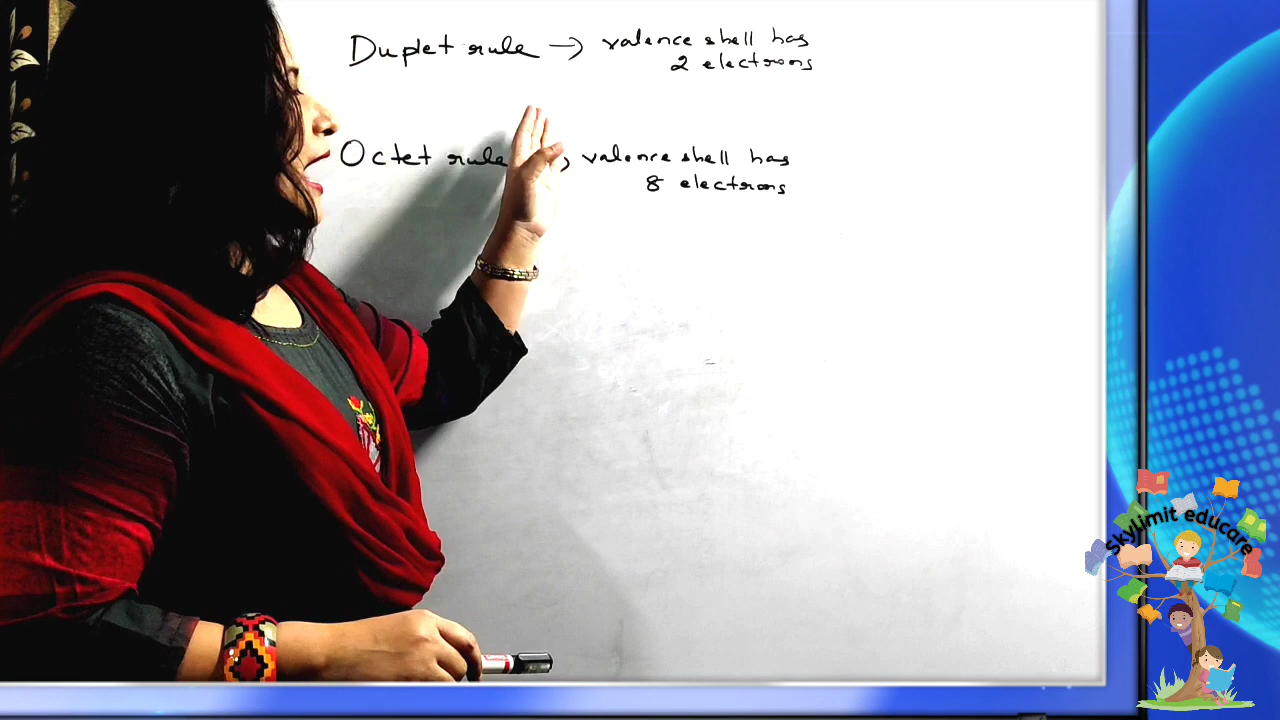 Duplet rule → valence shell has
2 electrons
Octet rule , valence shell has
8 electrons
Skylimit educare